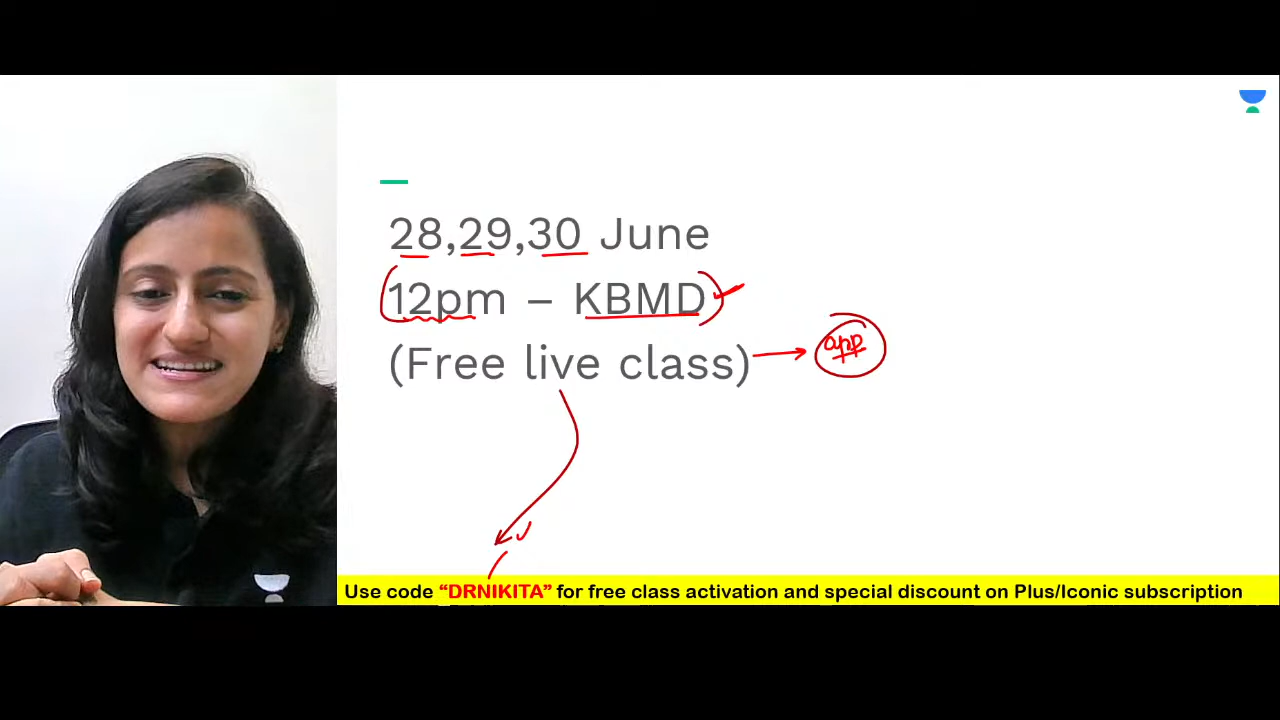 28,29,30 June
12pm – KBMD
(Free live class)
app
Use code “DRNIKITA” for free class activation and special discount on Plus/Iconic subscription